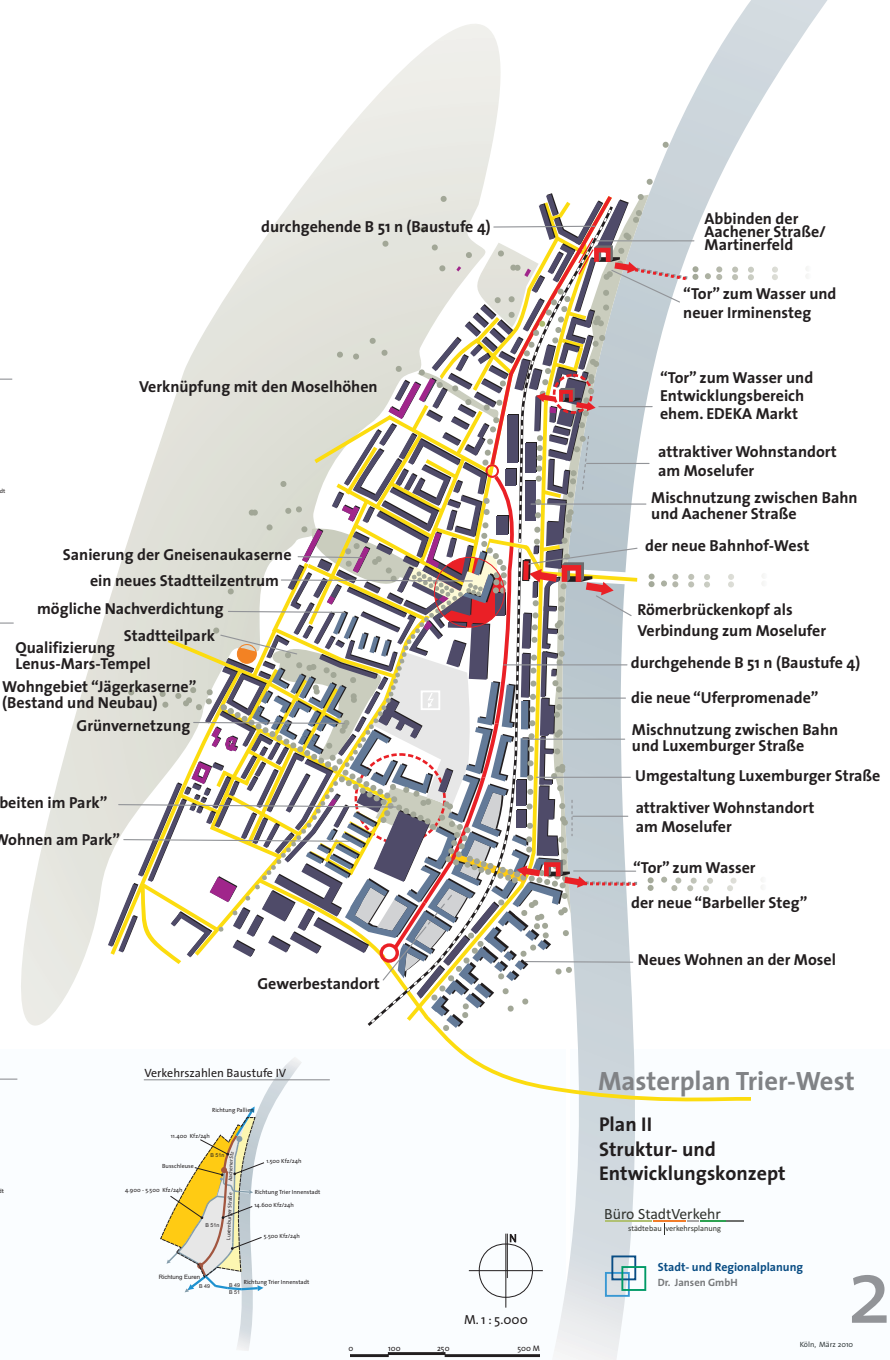 durchgehende B 51 n (Baustufe 4)
Abbinden der
Aachener Straße/
Martinerfeld
“Tor” zum Wasser und
neuer Irminensteg
Verknüpfung mit den Moselhöhen
“Tor” zum Wasser und
Entwicklungsbereich
ehem. EDEKA Markt
attraktiver Wohnstandort
am Moselufer
Mischnutzung zwischen Bahn
und Aachener Straße
der neue Bahnhof-West
Sanierung der Gneisenaukaserne
ein neues Stadtteilzentrum
mögliche Nachverdichtung
Stadtteilpark
Qualifizierung
Lenus-Mars-Tempel
Wohngebiet “Jägerkaserne”
(Bestand und Neubau)
Grünvernetzung
Römerbrückenkopf als
Verbindung zum Moselufer
durchgehende B 51 n (Baustufe 4)
die neue “Uferpromenade”
Mischnutzung zwischen Bahn
und Luxemburger Straße
Umgestaltung Luxemburger Straße
beiten im Park”
attraktiver Wohnstandort
am Moselufer
Wohnen am Park”
“Tor” zum Wasser
der neue “Barbeller Steg”
Neues Wohnen an der Mosel
Gewerbestandort
Verkehrszahlen Baustufe IV
Richtung Pallien
11.400 Kfz/24h
B 51n
Aachener Str.
Busschleuse
1.500 Kfz/24h
4.900 - 5.500 Kfz/24h
Richtung Trier Innenstadt
14.600 Kfz/24h
B 51n
Luxemburger Straße
5.500 Kfz/24h
Richtung Euren
B 49
B 49
B 51
Richtung Trier Innenstadt
N
M. 1 : 5.000
0 100 250 500 M
Masterplan Trier-West
Plan II
Struktur- und
Entwicklungskonzept
Büro StadtVerkehr
städtebau verkehrsplanung
Stadt- und Regionalplanung
Dr. Jansen GmbH
2
Köln, März 2010